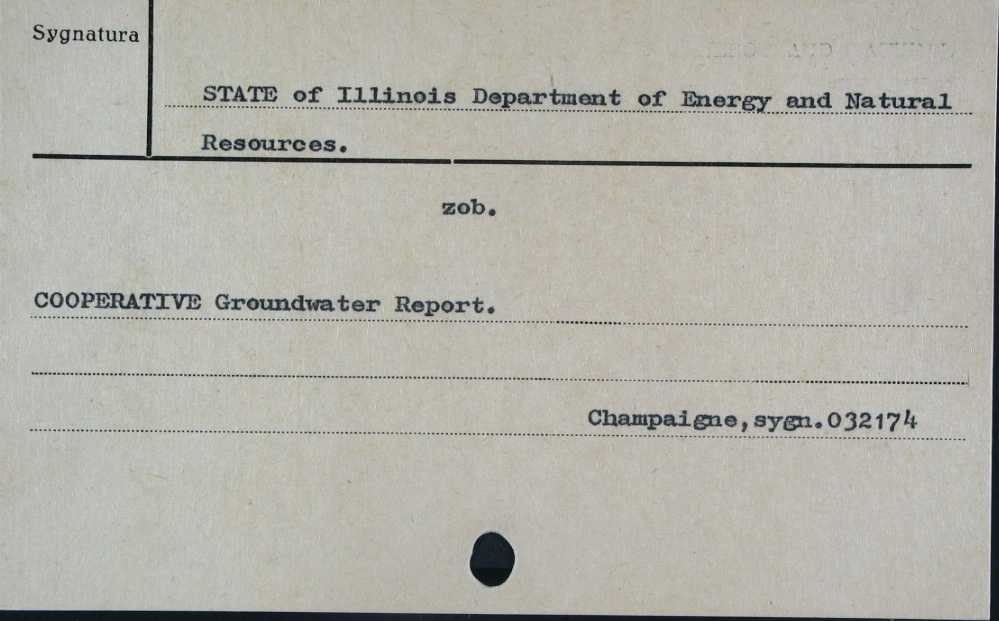 Sygnatura
STATE of Illinois Department of Energy and Natural
Resources.
zob.
COOPERATIVE Groundwater Report.
Champaigne,sygn.032174